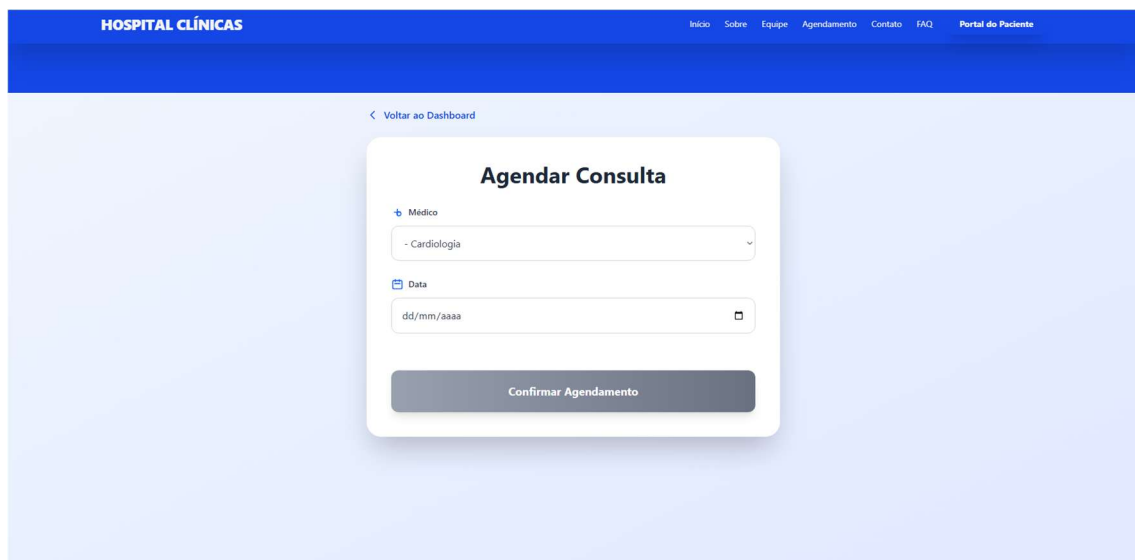 HOSPITAL CLÍNICAS
Início Sobre Equipe Agendamento Contato FAQ Portal do Paciente
Voltar ao Dashboard
Agendar Consulta
Médico
- Cardiologia
Data
dd/mm/aaaa
Confirmar Agendamento